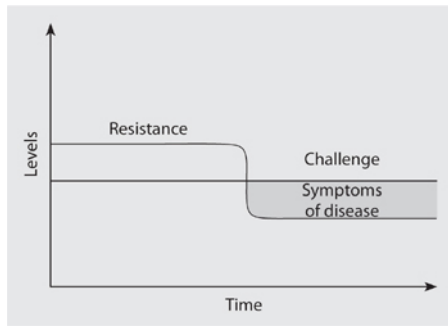 Resistance
Challenge
Symptoms
of disease
Levels
Time